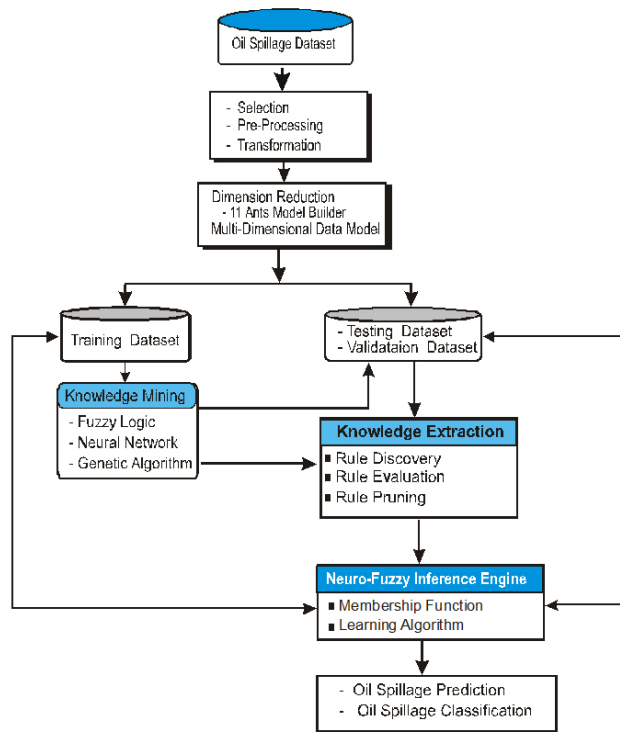 Oil Spillage Dataset
- Selection
- Pre-Processing
- Transformation
Dimension Reduction
- 11 Ants Model Builder
Multi-Dimensional Data Model
Training Dataset
- Testing Dataset
- Validataion Dataset
Knowledge Mining
- Fuzzy Logic
- Neural Network
- Genetic Algorithm
Knowledge Extraction
▪ Rule Discovery
▪ Rule Evaluation
▪ Rule Pruning
Neuro-Fuzzy Inference Engine
▪ Membership Function
▪ Learning Algorithm
- Oil Spillage Prediction
- Oil Spillage Classification